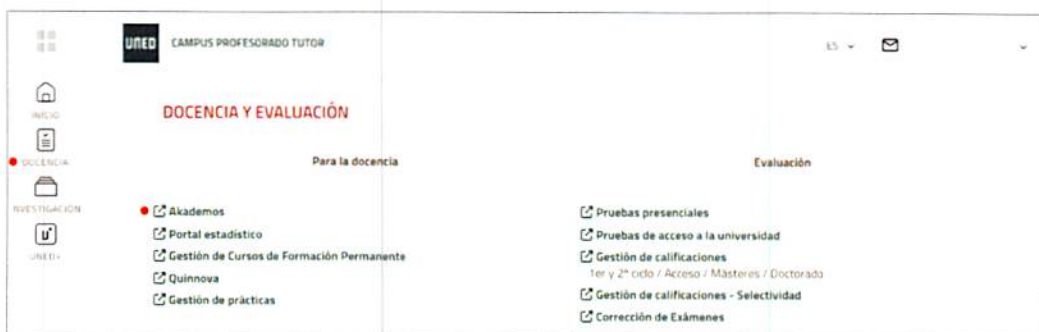 UNED
CAMPUS PROFESORADO TUTOR
ES
INICIO
DOCENCIA
INVESTIGACIÓN
UNED+
DOCENCIA Y EVALUACIÓN
Para la docencia
Akademos
Portal estadístico
Gestión de Cursos de Formación Permanente
Quinnova
Gestión de prácticas
Evaluación
Pruebas presenciales
Pruebas de acceso a la universidad
Gestión de calificaciones
1er y 2º ciclo / Acceso / Másteres / Doctorado
Gestión de calificaciones - Selectividad
Corrección de Exámenes